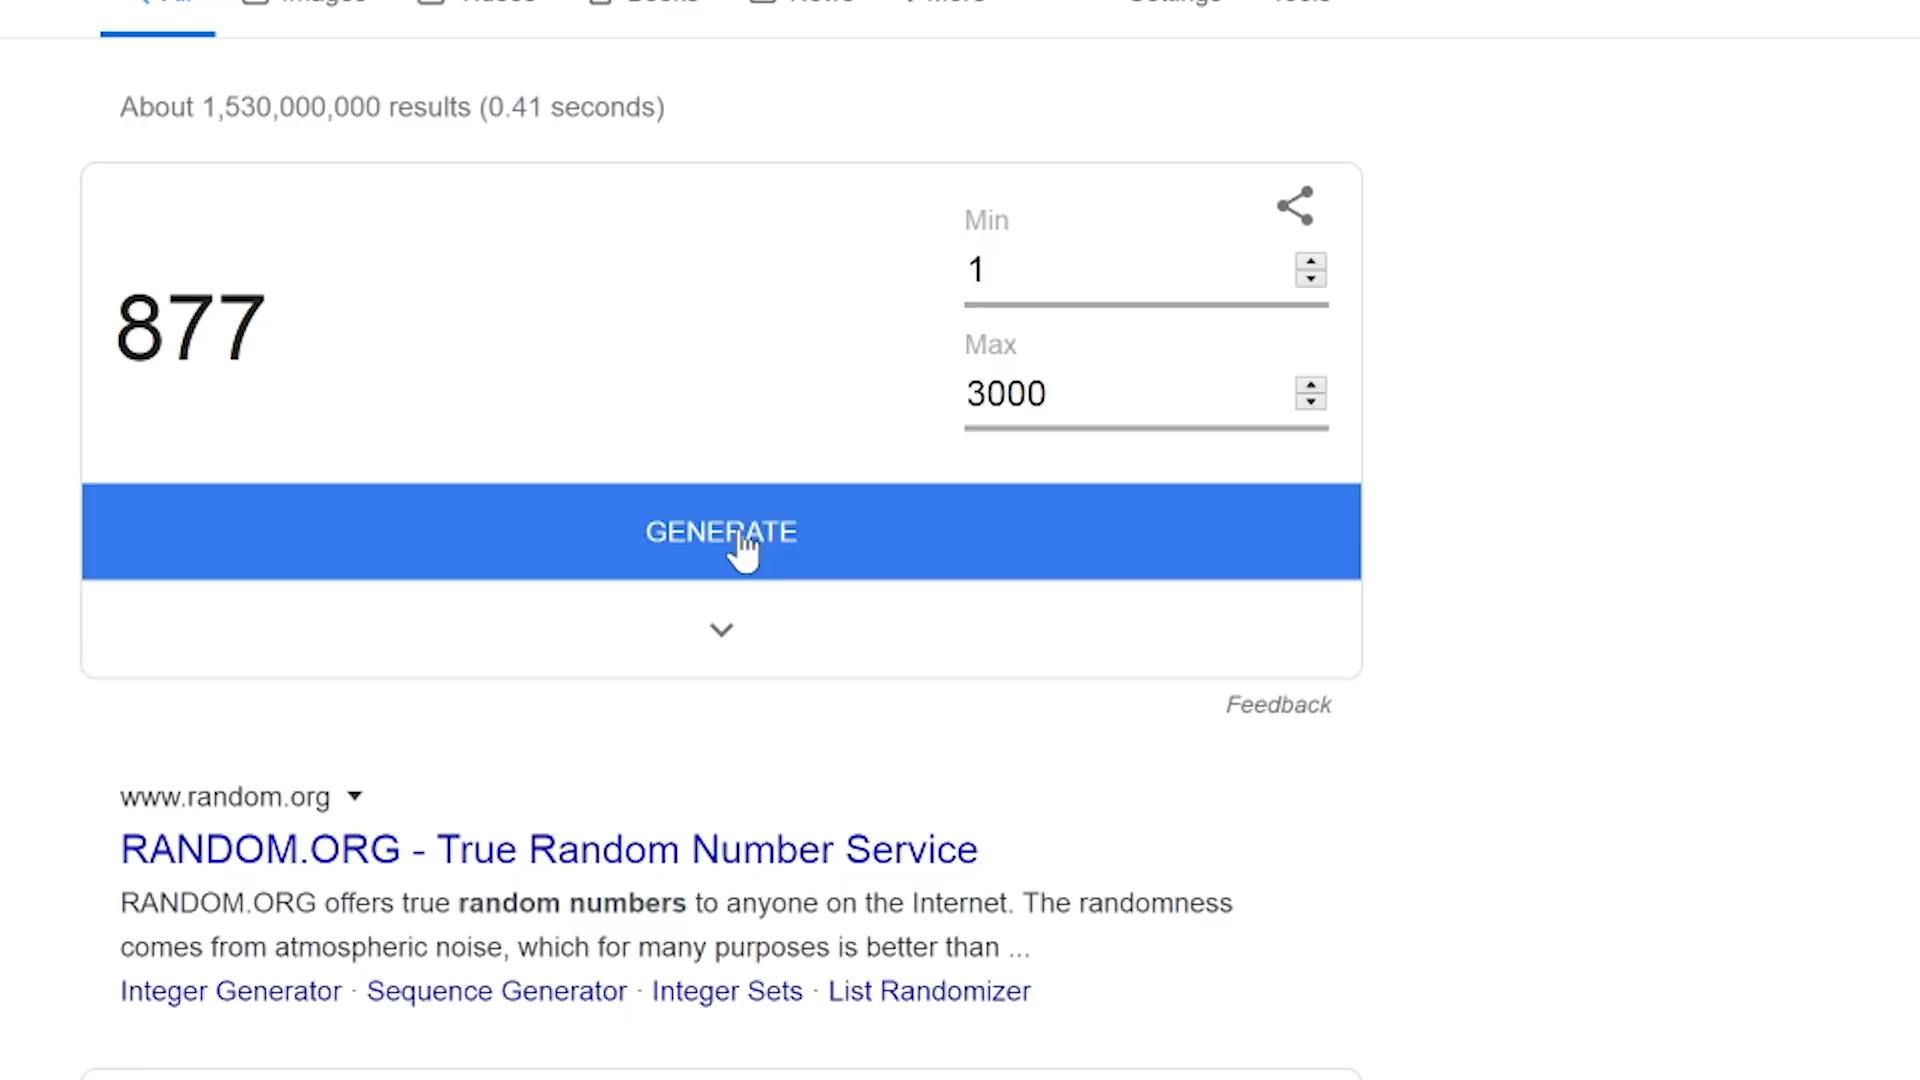 About 1,530,000,000 results (0.41 seconds)
877
Min
1
Max
3000
GENERATE
Feedback
www.random.org
RANDOM.ORG - True Random Number Service
RANDOM.ORG offers true random numbers to anyone on the Internet. The randomness
comes from atmospheric noise, which for many purposes is better than ...
Integer Generator · Sequence Generator · Integer Sets · List Randomizer